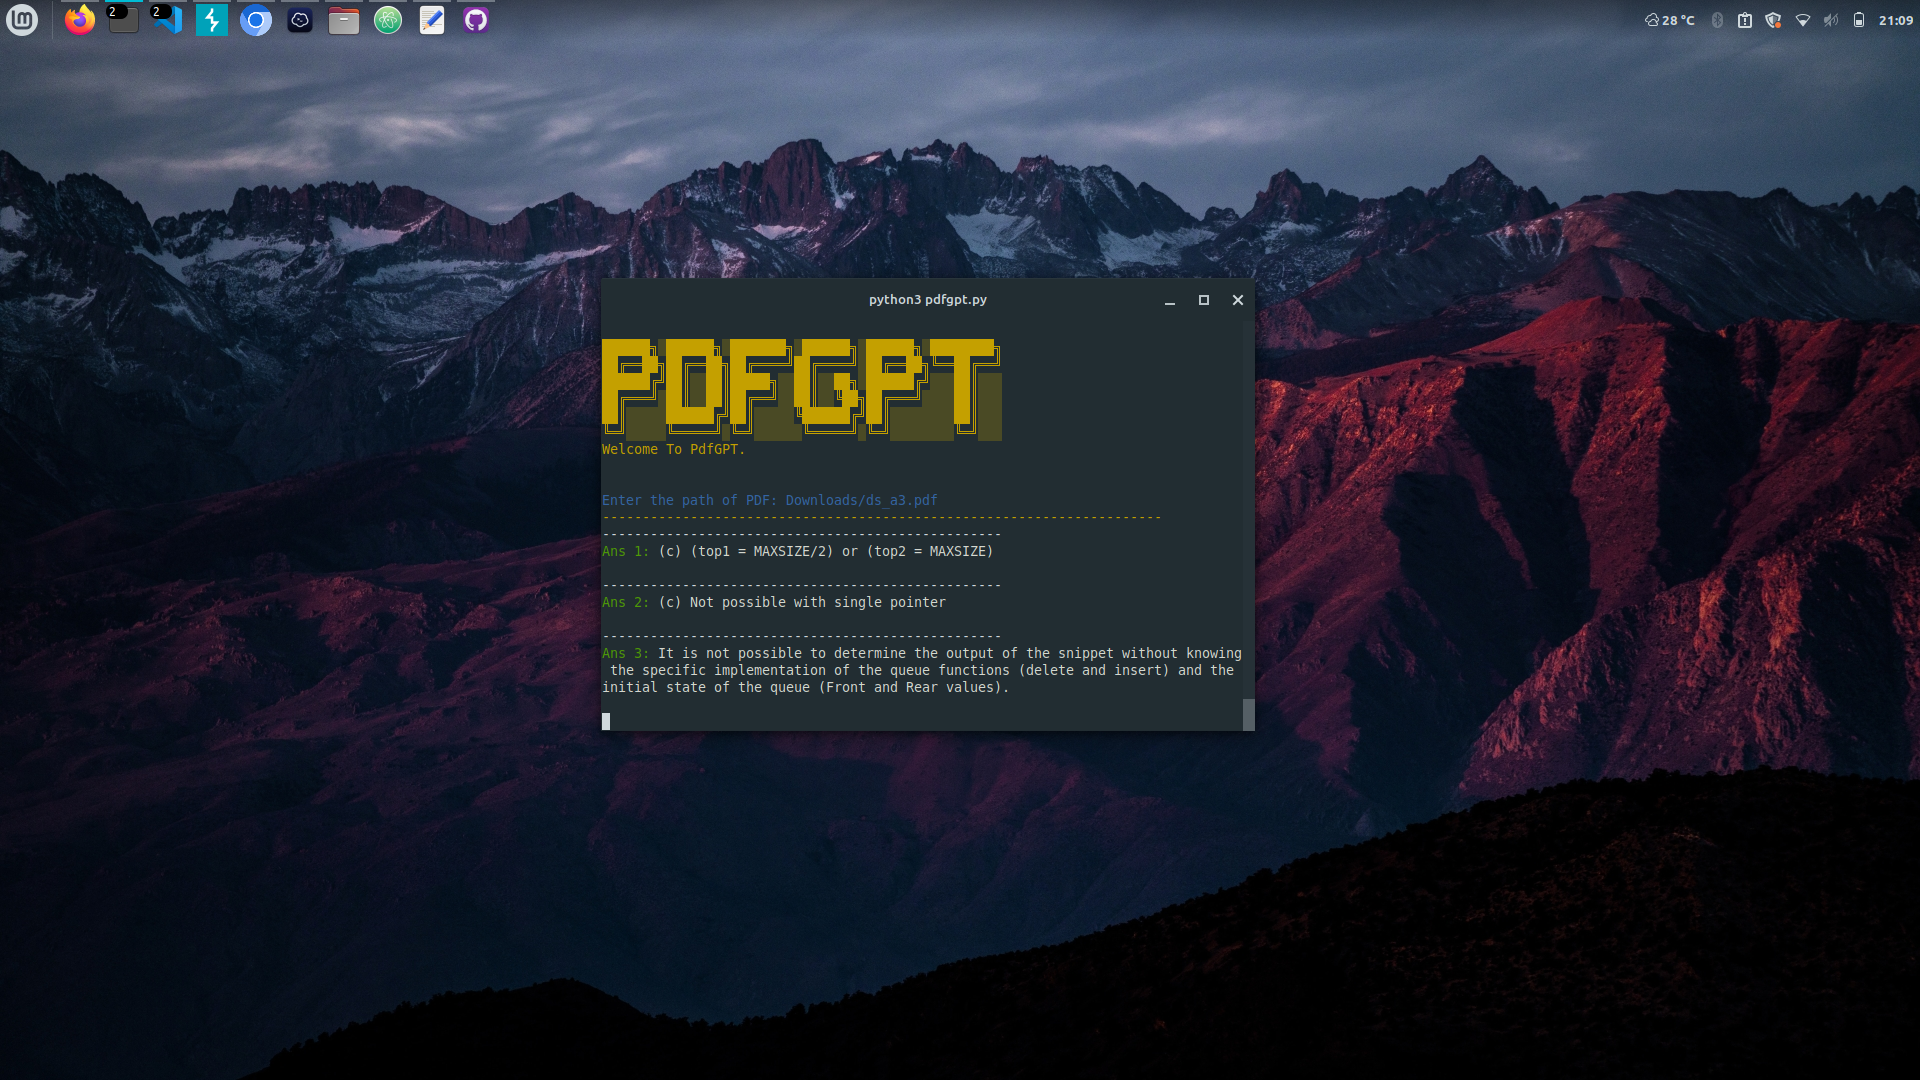 2
2
28 °C
21:09
python3 pdfgpt.py
PDFGPT
Welcome To PdfGPT.
Enter the path of PDF: Downloads/ds_a3.pdf
----------------------------------------------------------------------
--------------------------------------------------
Ans 1: (c) (top1 = MAXSIZE/2) or (top2 = MAXSIZE)
--------------------------------------------------
Ans 2: (c) Not possible with single pointer
--------------------------------------------------
Ans 3: It is not possible to determine the output of the snippet without knowing
the specific implementation of the queue functions (delete and insert) and the
initial state of the queue (Front and Rear values).